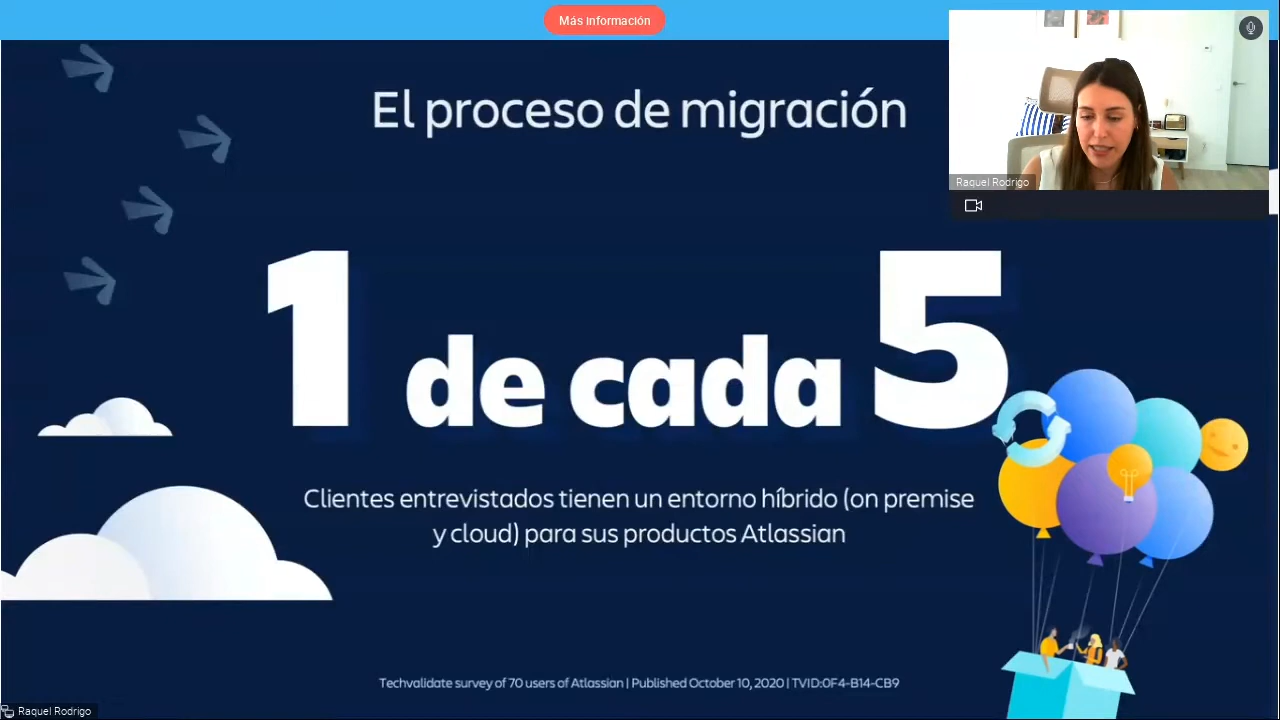 Más información
El proceso de migración
Raquel Rodrigo
1 de cada 5
Clientes entrevistados tienen un entorno híbrido (on premise
y cloud) para sus productos Atlassian
Techvalidate survey of 70 users of Atlassian | Published October 10, 2020 | TVID:0F4-B14-CB9
Raquel Rodrigo